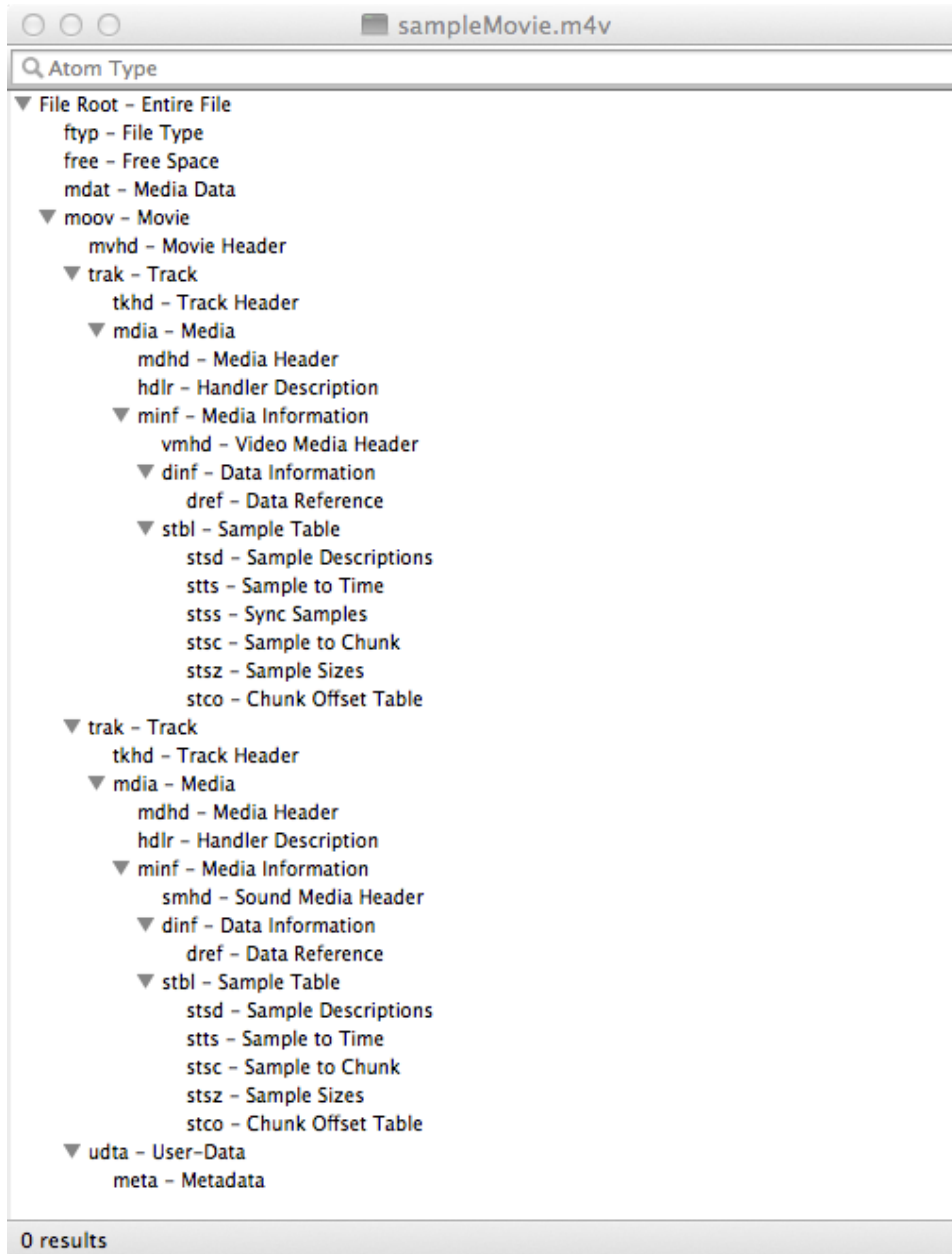 sampleMovie.m4v
Atom Type
File Root – Entire File
ftyp – File Type
free – Free Space
mdat – Media Data
moov – Movie
mvhd – Movie Header
trak – Track
tkhd – Track Header
mdia – Media
mdhd – Media Header
hdlr – Handler Description
minf – Media Information
vmhd – Video Media Header
dinf – Data Information
dref – Data Reference
stbl – Sample Table
stsd – Sample Descriptions
stts – Sample to Time
stss – Sync Samples
stsc – Sample to Chunk
stsz – Sample Sizes
stco – Chunk Offset Table
trak – Track
tkhd – Track Header
mdia – Media
mdhd – Media Header
hdlr – Handler Description
minf – Media Information
smhd – Sound Media Header
dinf – Data Information
dref – Data Reference
stbl – Sample Table
stsd – Sample Descriptions
stts – Sample to Time
stsc – Sample to Chunk
stsz – Sample Sizes
stco – Chunk Offset Table
udta – User-Data
meta – Metadata
0 results